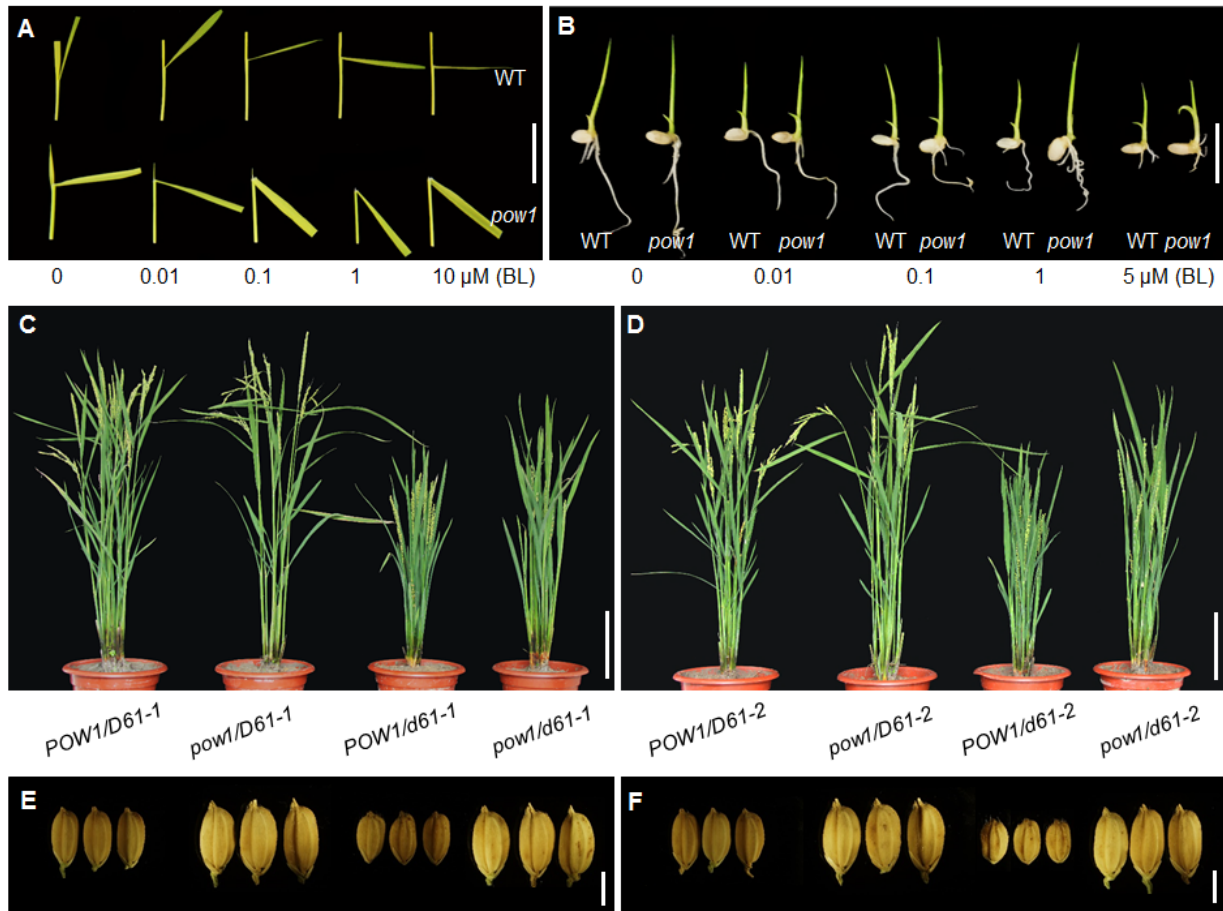 A
WT
pow1
0 0.01 0.1 1 10 µM (BL)
B
WT pow1 WT pow1 WT pow1 WT pow1 WT pow1
0 0.01 0.1 1 5 µM (BL)
C
D
POW1/D61-1 pow1/D61-1 POW1/d61-1 pow1/d61-1
POW1/D61-2 pow1/D61-2 POW1/d61-2 pow1/d61-2
E
F